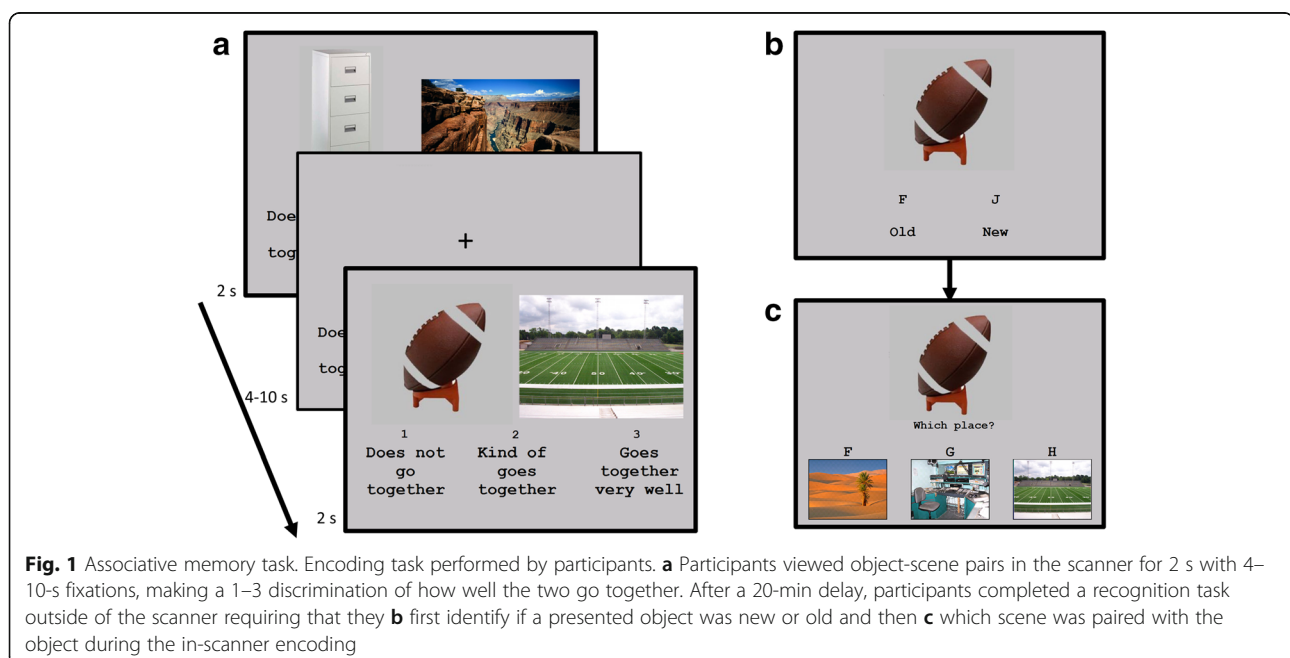 a
Doe
tog
2 s
+
Doe
tog
4-10 s
1 2 3
Does not Kind of Goes
go goes together
together together very well
2 s
b
F J
Old New
c
Which place?
F G H
Fig. 1 Associative memory task. Encoding task performed by participants. a Participants viewed object-scene pairs in the scanner for 2 s with 4–
10-s fixations, making a 1–3 discrimination of how well the two go together. After a 20-min delay, participants completed a recognition task
outside of the scanner requiring that they b first identify if a presented object was new or old and then c which scene was paired with the
object during the in-scanner encoding